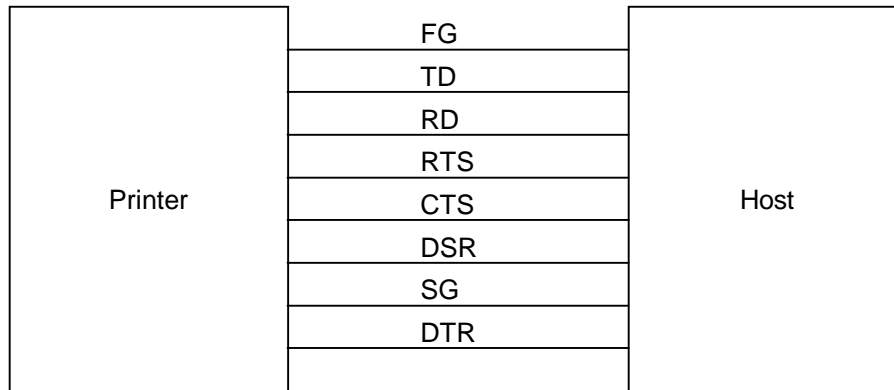 FG
TD
RD
RTS
Printer
CTS
Host
DSR
SG
DTR